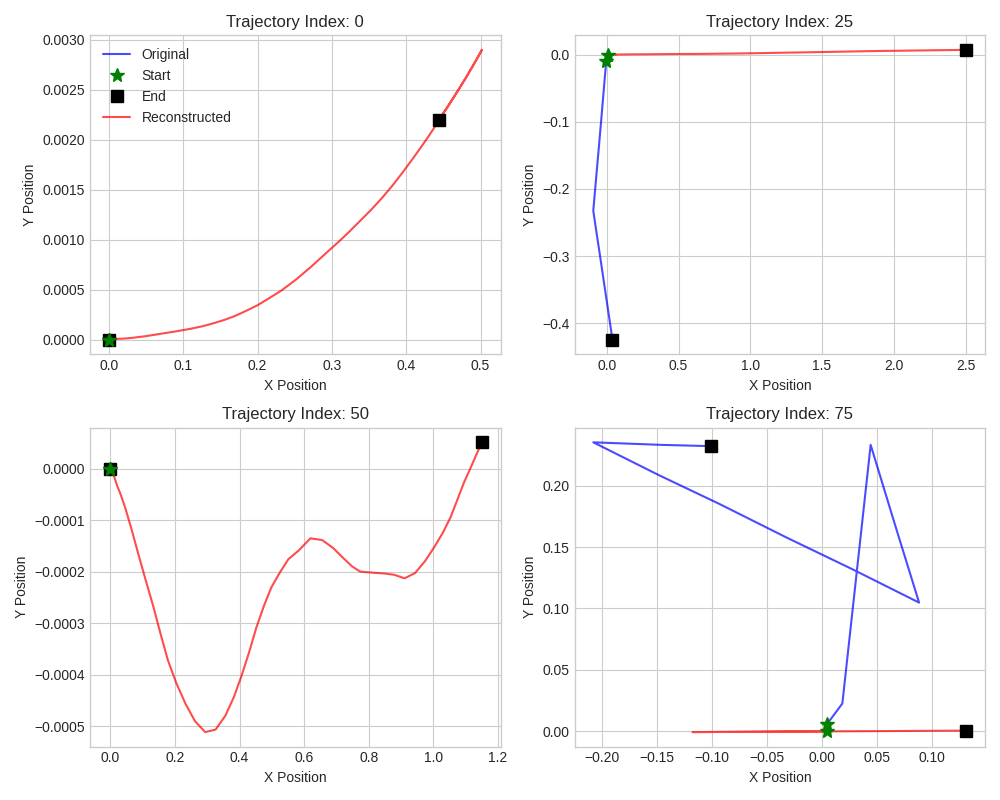 Trajectory Index: 0
0.0030
0.0025
0.0020
0.0015
0.0010
0.0005
0.0000
Y Position
Original
Start
End
Reconstructed
0.0 0.1 0.2 0.3 0.4 0.5
X Position
Trajectory Index: 25
0.0
−0.1
−0.2
−0.3
−0.4
Y Position
0.0 0.5 1.0 1.5 2.0 2.5
X Position
Trajectory Index: 50
0.0000
−0.0001
−0.0002
−0.0003
−0.0004
−0.0005
Y Position
0.0 0.2 0.4 0.6 0.8 1.0 1.2
X Position
Trajectory Index: 75
0.20
0.15
0.10
0.05
0.00
Y Position
−0.20 −0.15 −0.10 −0.05 0.00 0.05 0.10
X Position